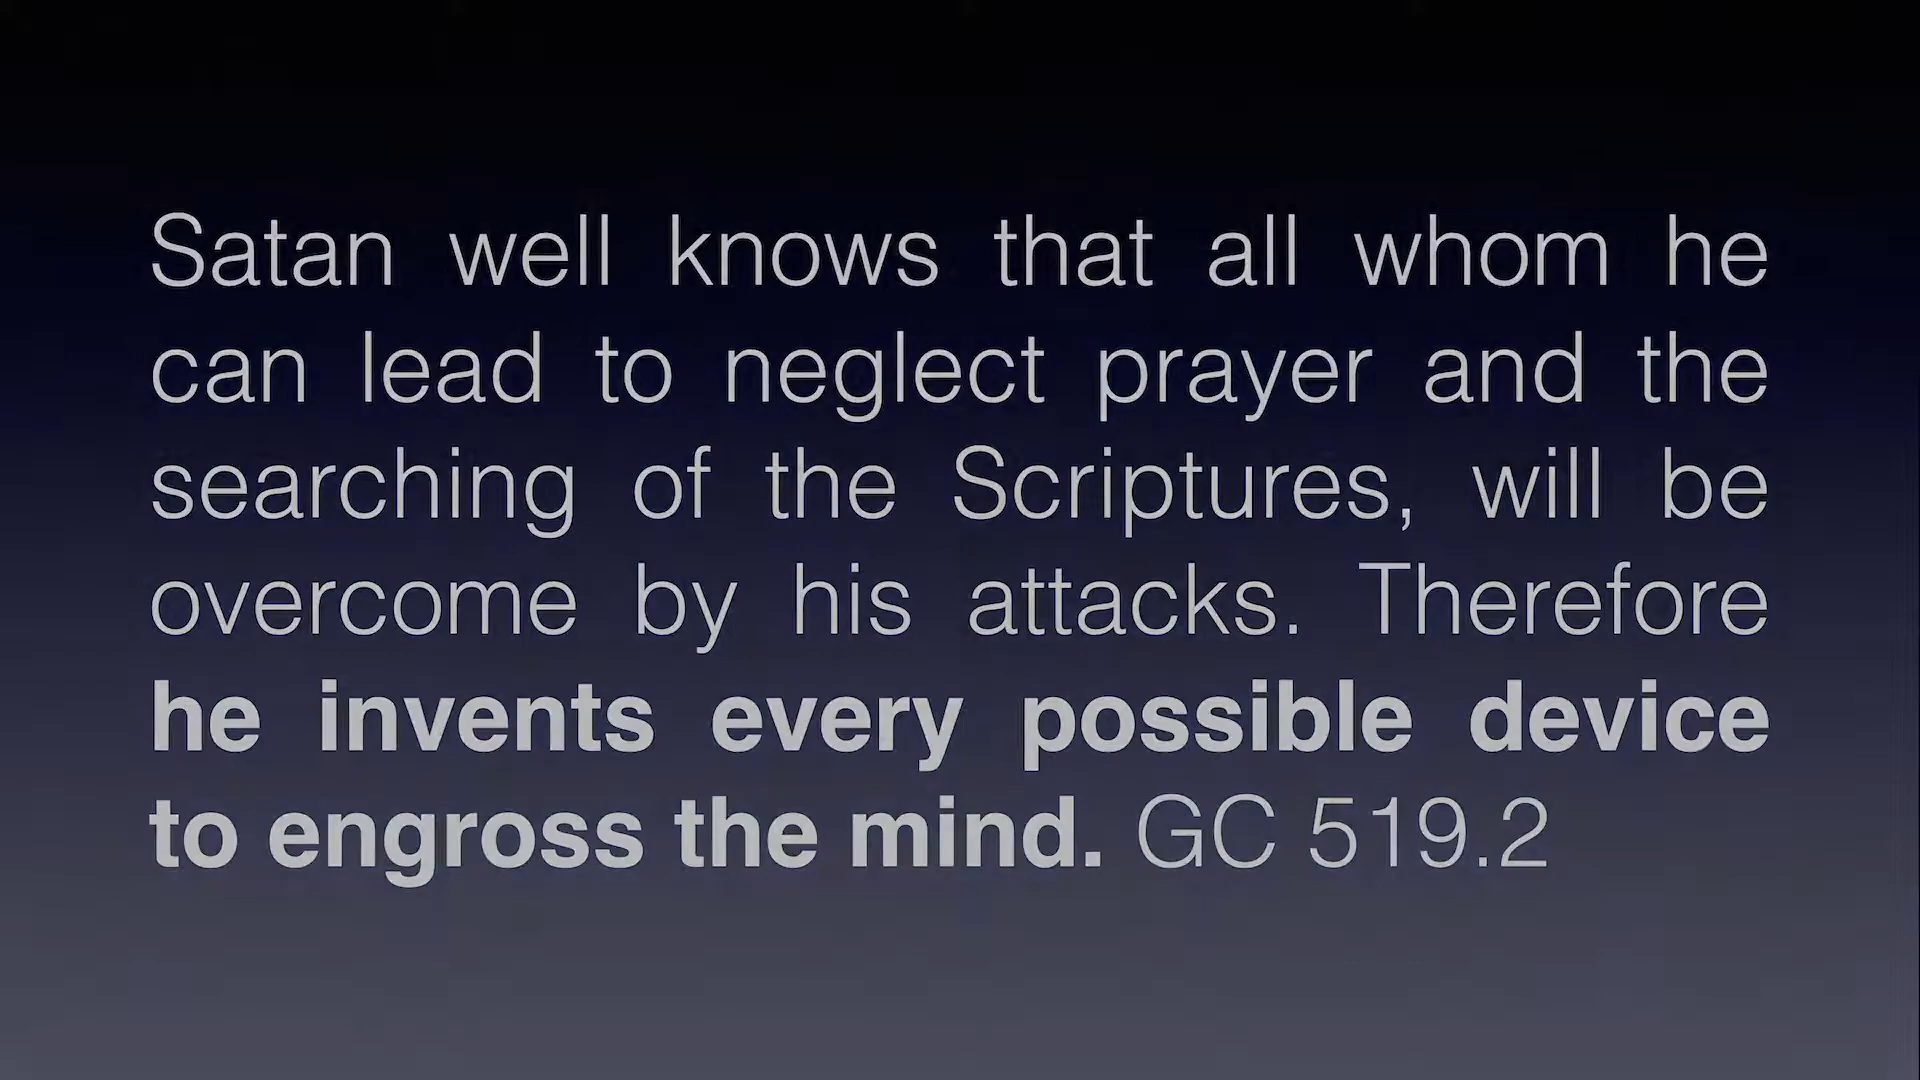 Satan well knows that all whom he
can lead to neglect prayer and the
searching of the Scriptures, will be
overcome by his attacks. Therefore
he invents every possible device
to engross the mind. GC 519.2